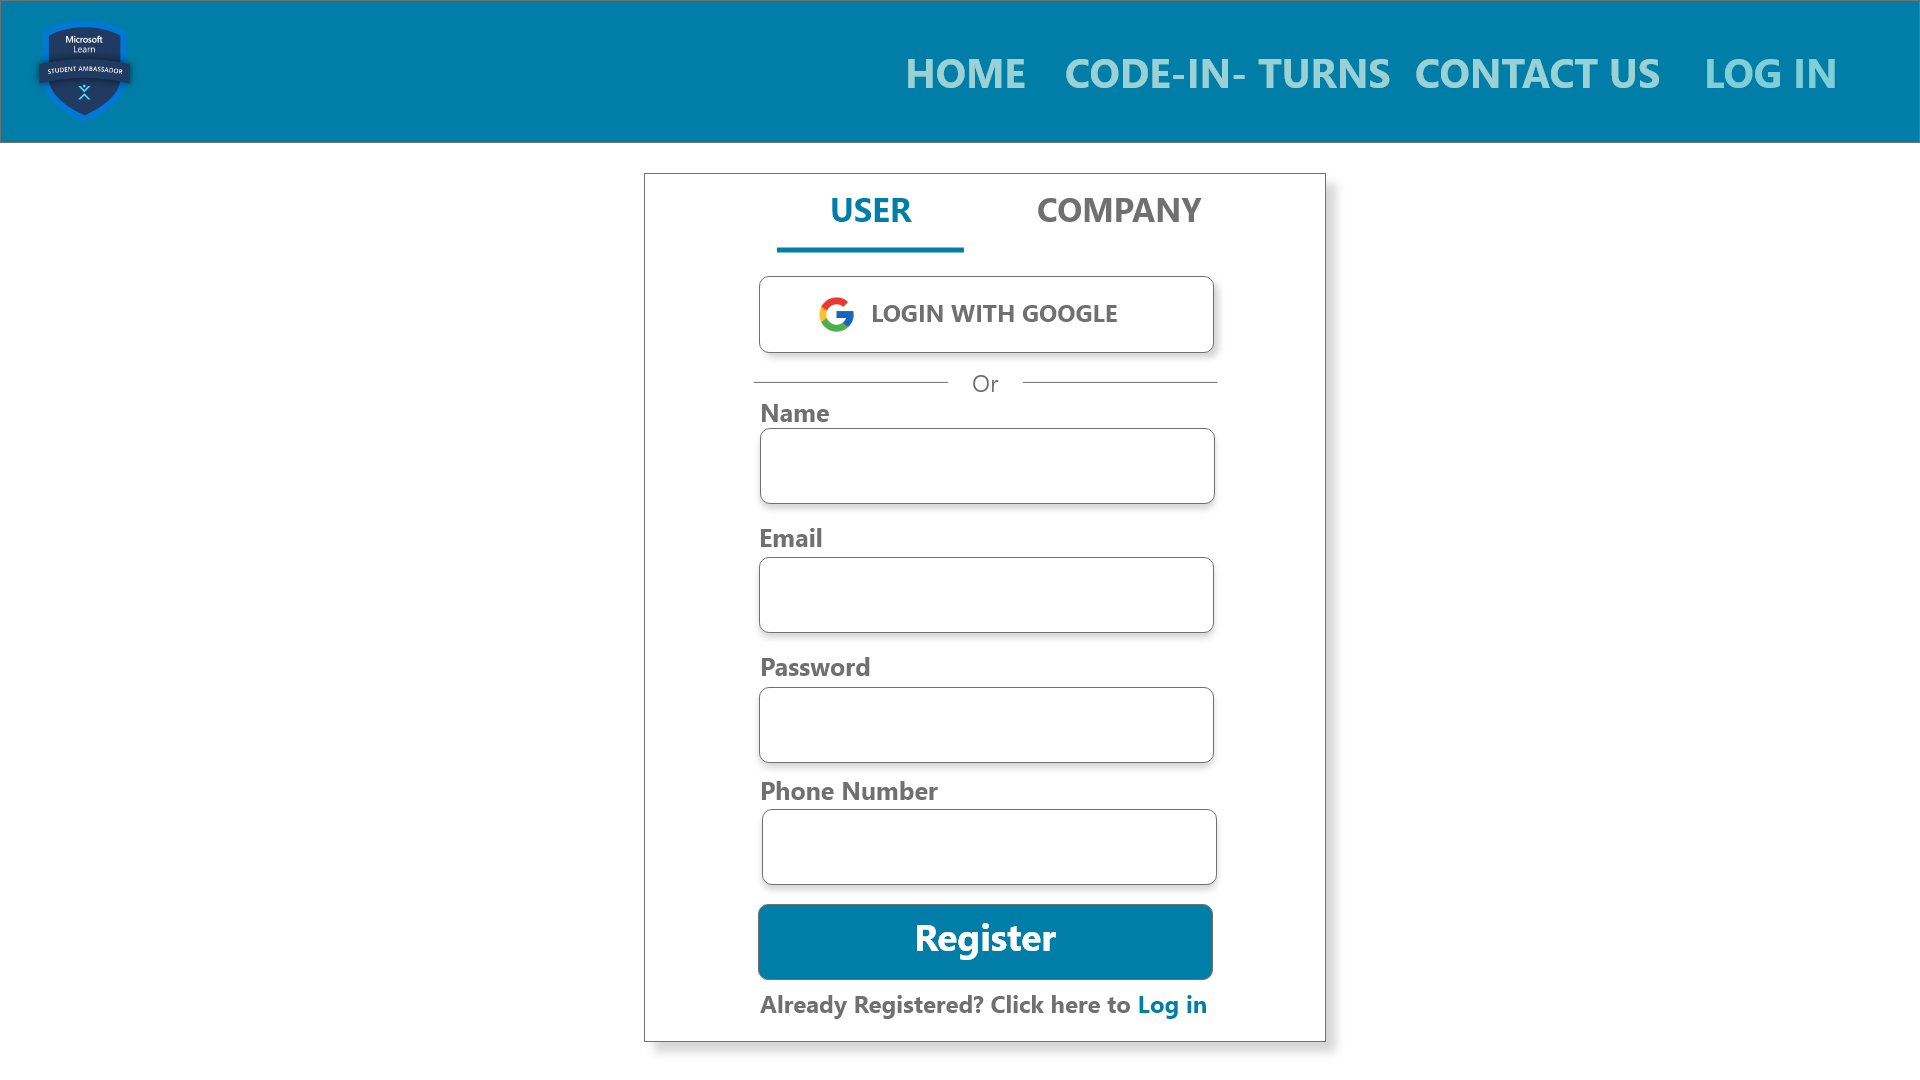 Microsoft
Learn
STUDENT AMBASSADOR
HOME CODE-IN- TURNS CONTACT US LOG IN
USER COMPANY
LOGIN WITH GOOGLE
Or
Name
Email
Password
Phone Number
Register
Already Registered? Click here to Log in